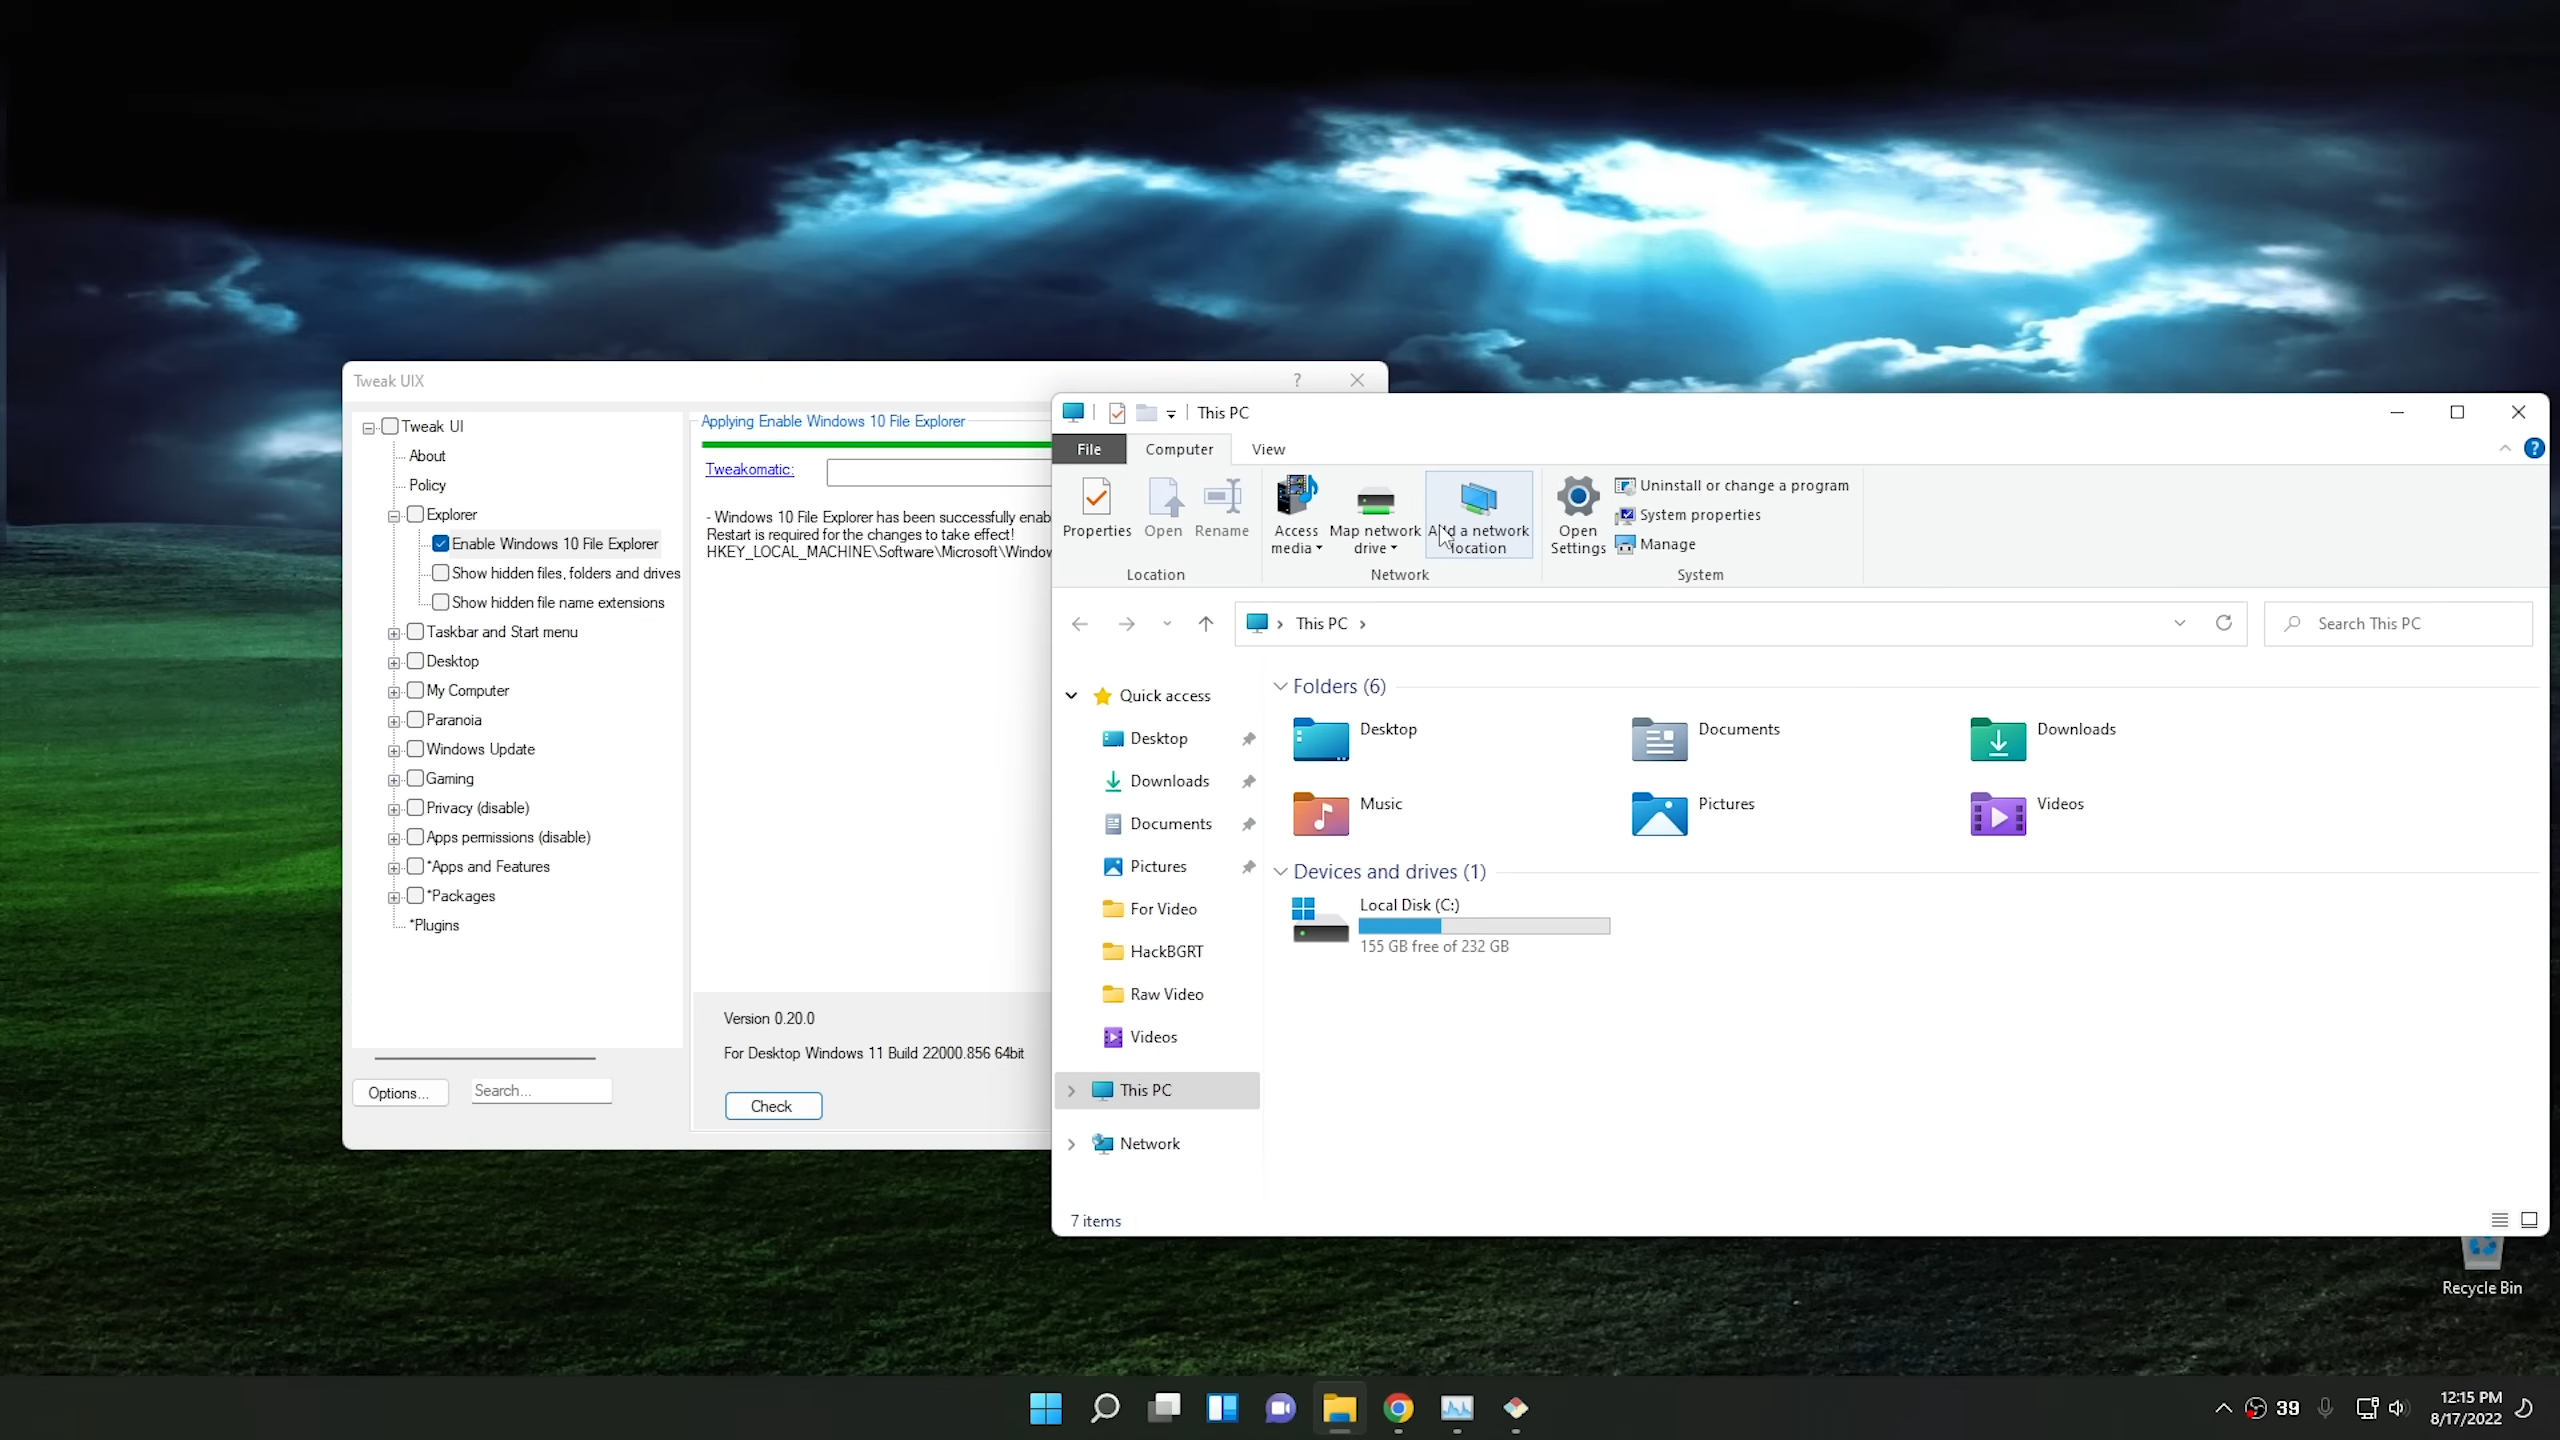 Tweak UIX
?
Tweak UI
About
Policy
Explorer
Enable Windows 10 File Explorer
Show hidden files, folders and drives
Show hidden file name extensions
Taskbar and Start menu
Desktop
My Computer
Paranoia
Windows Update
Gaming
Privacy (disable)
Apps permissions (disable)
*Apps and Features
*Packages
*Plugins
Options...
Search...
Applying Enable Windows 10 File Explorer
Tweakomatic:
- Windows 10 File Explorer has been successfully enab
Restart is required for the changes to take effect!
HKEY_LOCAL_MACHINE\Software\Microsoft\Window
Version 0.20.0
For Desktop Windows 11 Build 22000.856 64bit
Check
This PC
File
Computer
View
?
Properties
Open
Rename
Location
Access
media
Map network
drive
Add a network
location
Network
Open
Settings
Uninstall or change a program
System properties
Manage
System
This PC
Search This PC
Quick access
Desktop
Downloads
Documents
Pictures
For Video
HackBGRT
Raw Video
Videos
This PC
Network
Folders (6)
Desktop
Documents
Downloads
Music
Pictures
Videos
Devices and drives (1)
Local Disk (C:)
155 GB free of 232 GB
7 items
Recycle Bin
39
12:15 PM
8/17/2022